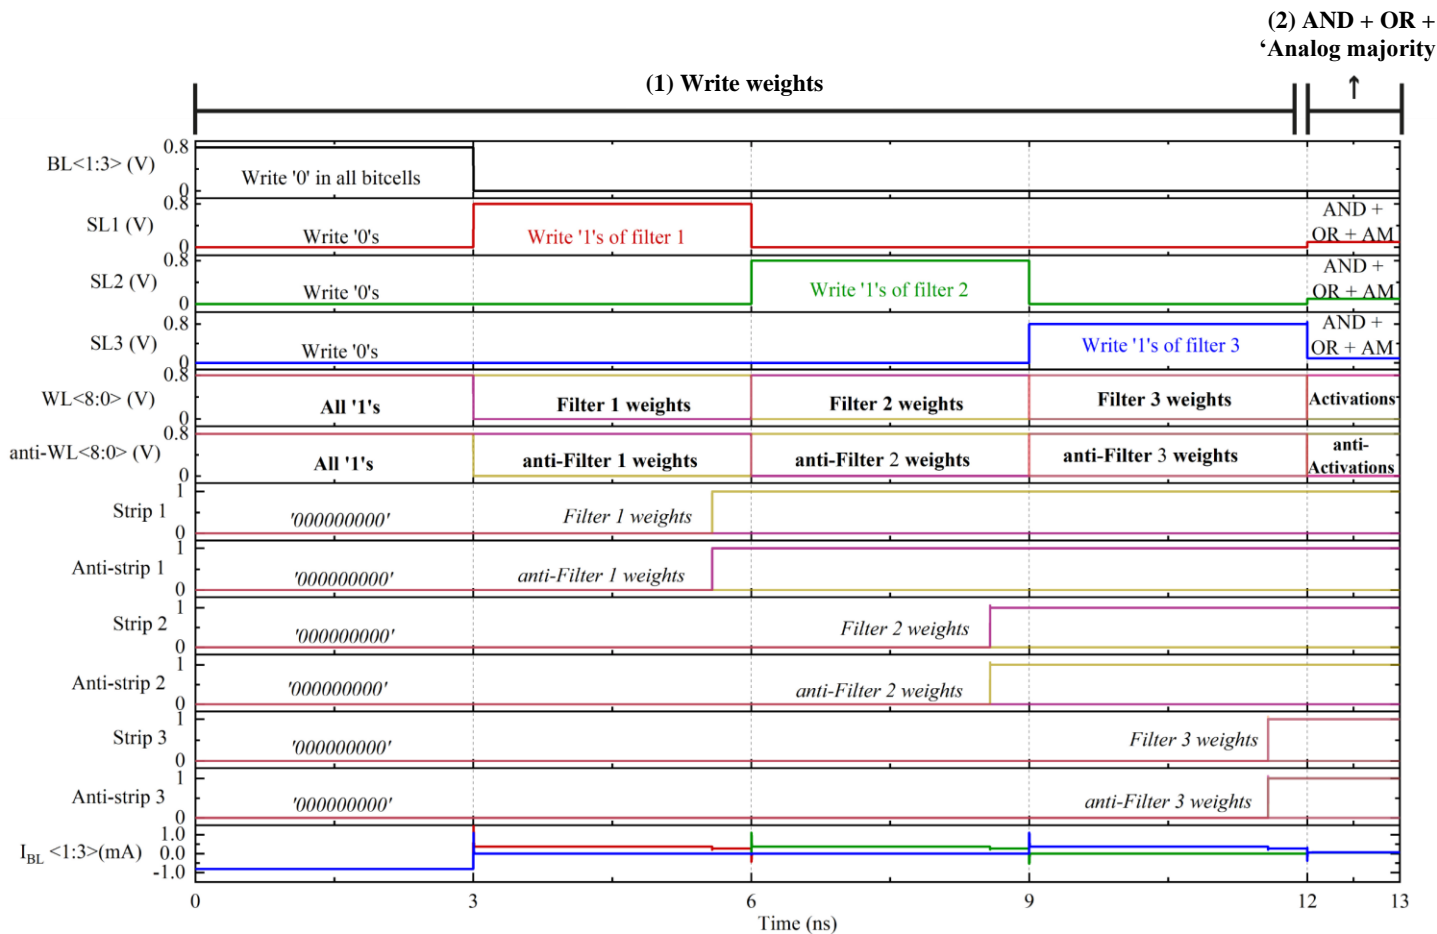 (2) AND + OR +
‘Analog majority
(1) Write weights
BL<1:3> (V)
0.8
0
Write '0' in all bitcells
SL1 (V)
0.8
0
Write '0's
Write '1's of filter 1
AND +
OR + AM
SL2 (V)
0.8
0
Write '0's
Write '1's of filter 2
AND +
OR + AM
SL3 (V)
0.8
0
Write '0's
Write '1's of filter 3
AND +
OR + AM
WL<8:0> (V)
0.8
0
All '1's
Filter 1 weights
Filter 2 weights
Filter 3 weights
Activations
anti-WL<8:0> (V)
0.8
0
All '1's
anti-Filter 1 weights
anti-Filter 2 weights
anti-Filter 3 weights
anti-
Activations
Strip 1
1
0
'000000000'
Filter 1 weights
Anti-strip 1
1
0
'000000000'
anti-Filter 1 weights
Strip 2
1
0
'000000000'
Filter 2 weights
Anti-strip 2
1
0
'000000000'
anti-Filter 2 weights
Strip 3
1
0
'000000000'
Filter 3 weights
Anti-strip 3
1
0
'000000000'
anti-Filter 3 weights
I_BL <1:3>(mA)
1.0
0.0
-1.0
0 3 6 9 12 13
Time (ns)